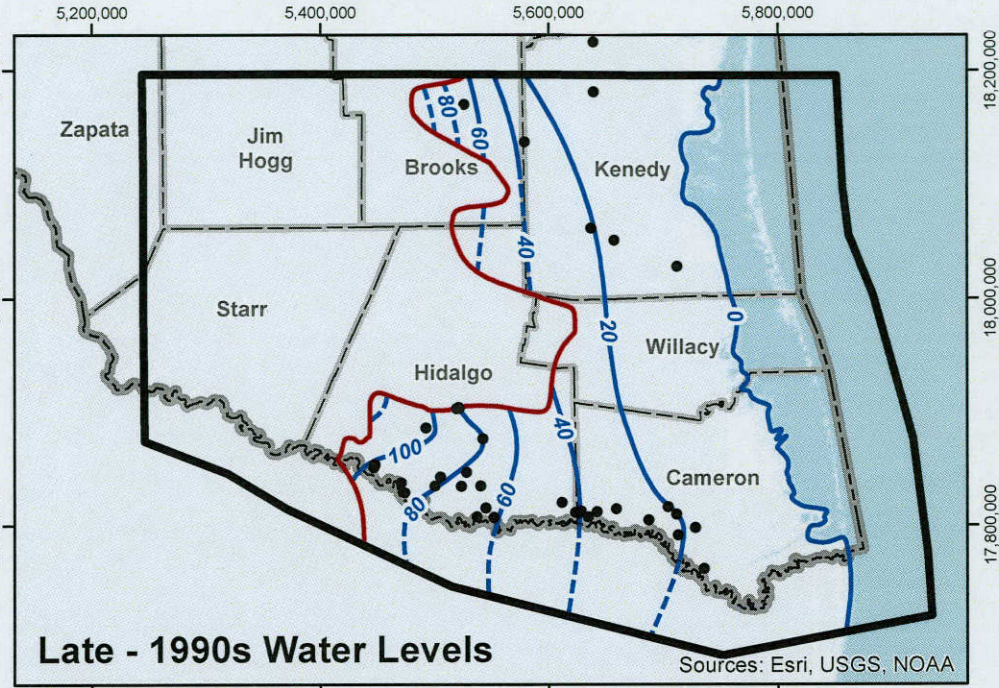 5,200,000
5,400,000
5,600,000
5,800,000
18,200,000
Zapata
Jim
Hogg
Brooks
Kenedy
80
60
40
18,000,000
Starr
0
20
Willacy
Hidalgo
40
100
Cameron
80
60
17,800,000
Late - 1990s Water Levels
Sources: Esri, USGS, NOAA